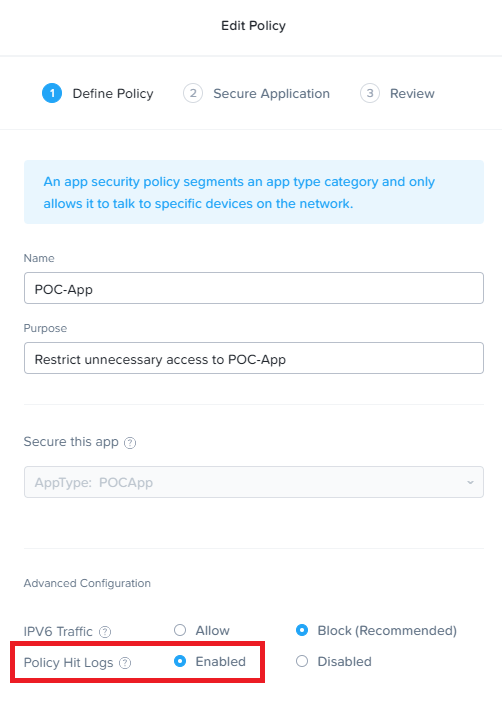 Edit Policy
1 Define Policy 2 Secure Application 3 Review
An app security policy segments an app type category and only
allows it to talk to specific devices on the network.
Name
POC-App
Purpose
Restrict unnecessary access to POC-App
Secure this app ?
AppType: POCApp
Advanced Configuration
IPV6 Traffic ? Allow Block (Recommended)
Policy Hit Logs ? Enabled Disabled